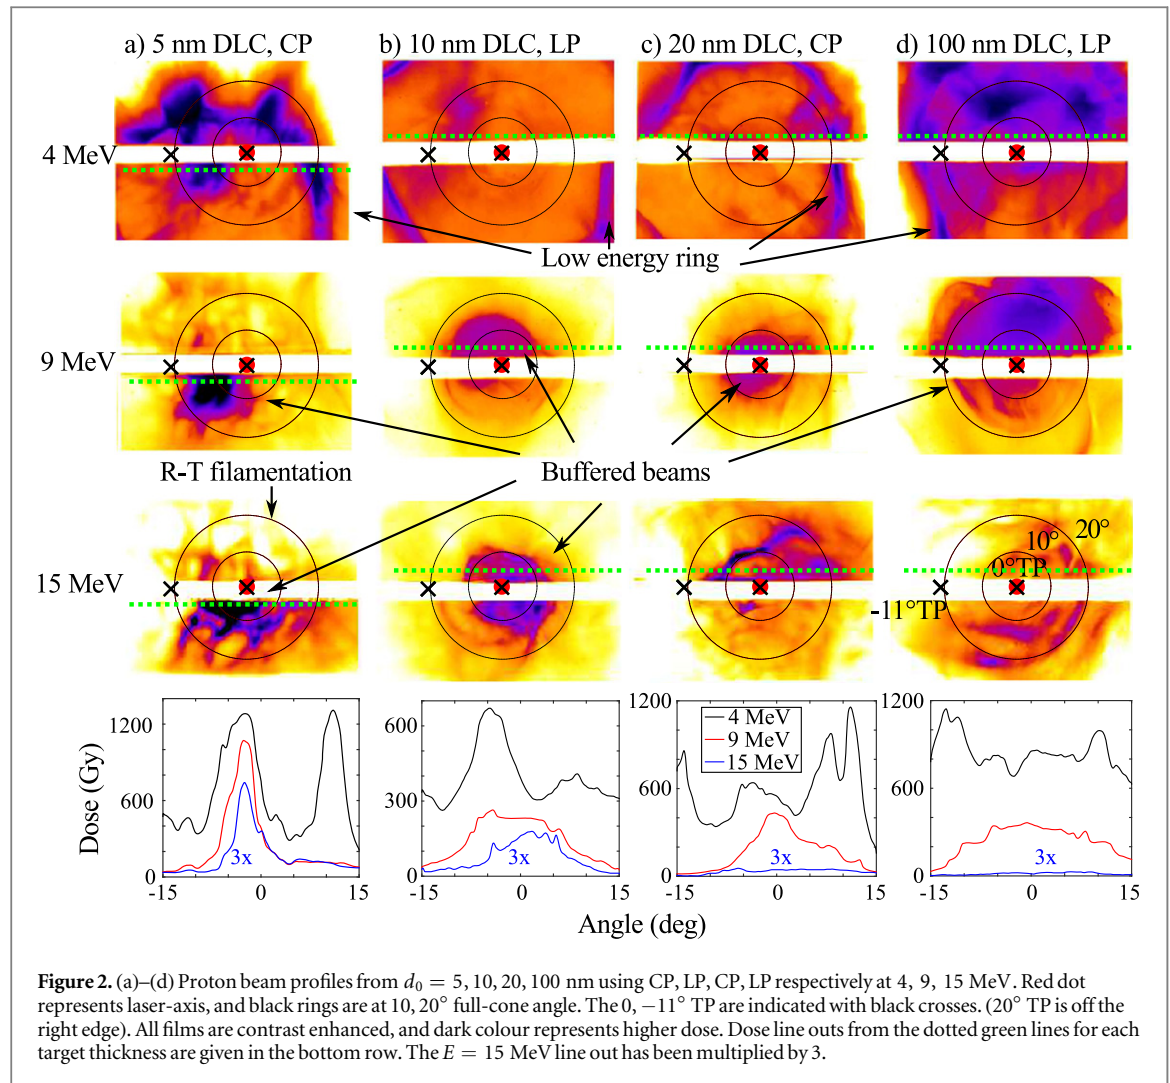 a) 5 nm DLC, CP b) 10 nm DLC, LP c) 20 nm DLC, CP d) 100 nm DLC, LP
4 MeV
Low energy ring
9 MeV
R-T filamentation
Buffered beams
15 MeV
10° 20°
0°TP
-11°TP
1200 600 1200 1200
4 MeV
9 MeV
15 MeV
Dose (Gy)
600 300 600 600
3x 3x 3x 3x
0 0 0 0
-15 0 15 -15 0 15 -15 0 15 -15 0 15
Angle (deg)
Figure 2. (a)–(d) Proton beam profiles from d₀ = 5, 10, 20, 100 nm using CP, LP, CP, LP respectively at 4, 9, 15 MeV. Red dot
represents laser-axis, and black rings are at 10, 20° full-cone angle. The 0, −11° TP are indicated with black crosses. (20° TP is off the
right edge). All films are contrast enhanced, and dark colour represents higher dose. Dose line outs from the dotted green lines for each
target thickness are given in the bottom row. The E = 15 MeV line out has been multiplied by 3.